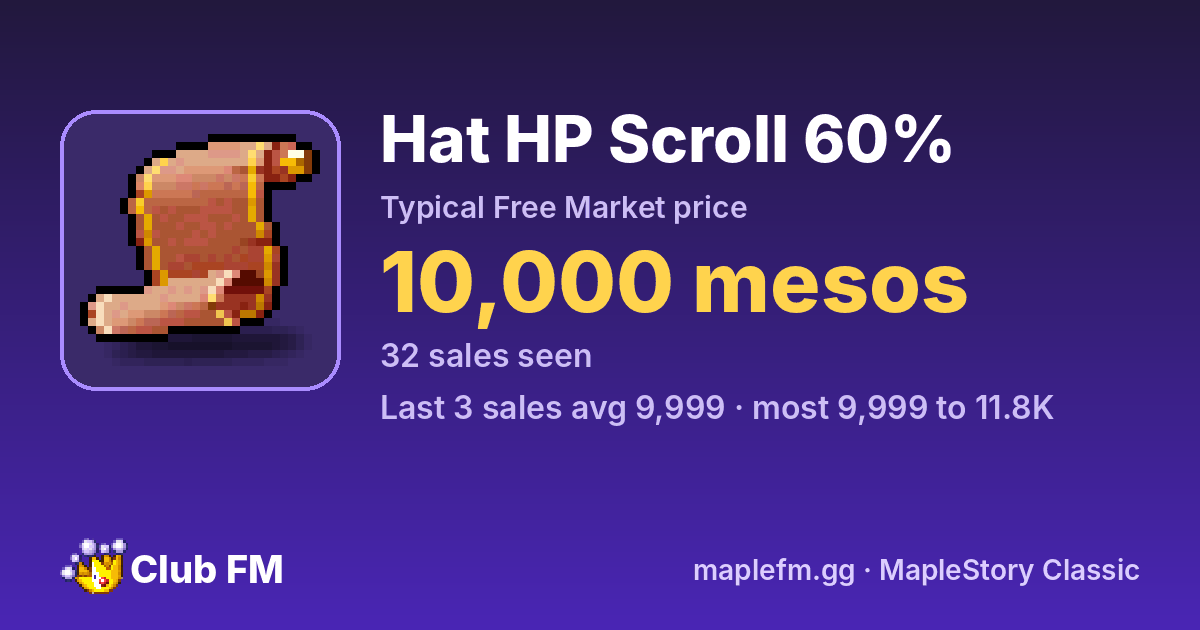 Hat HP Scroll 60%
Typical Free Market price
10,000 mesos
32 sales seen
Last 3 sales avg 9,999 · most 9,999 to 11.8K
Club FM
maplefm.gg · MapleStory Classic